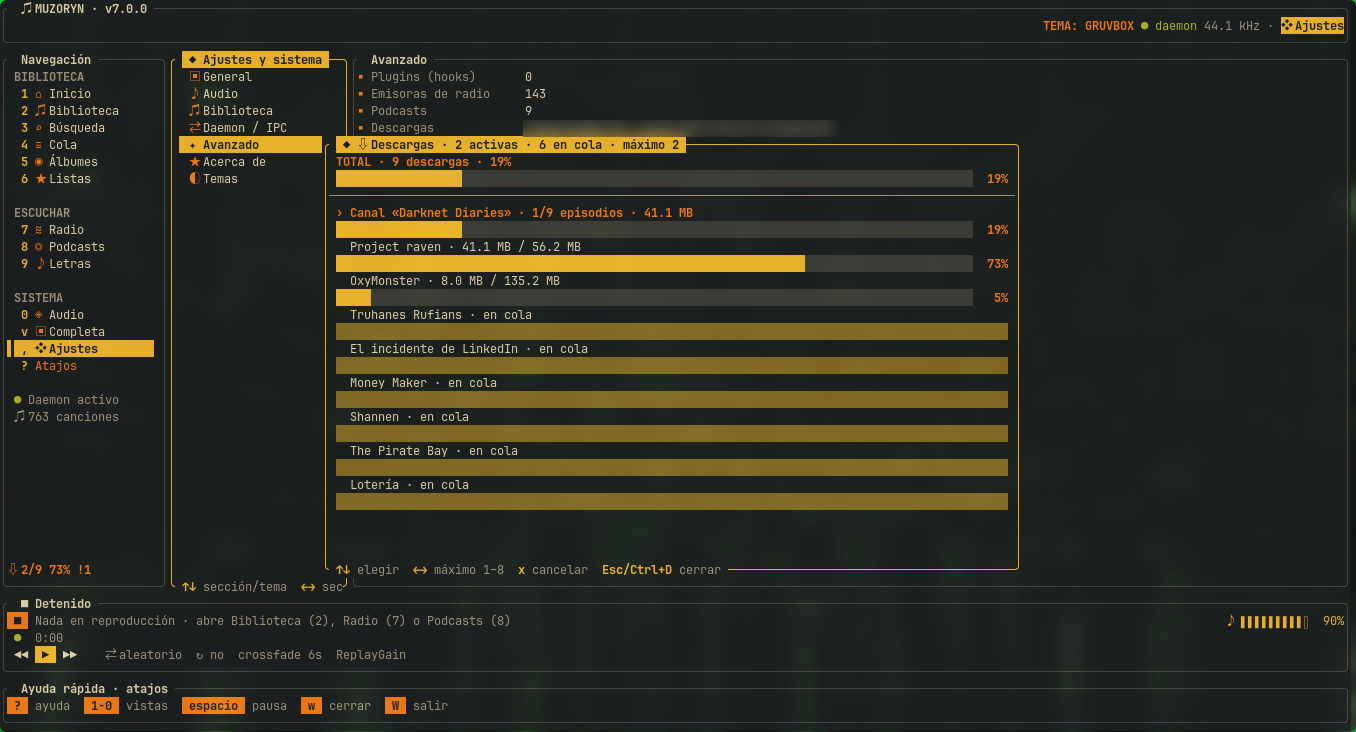 MUZORYN · v7.0.0
TEMA: GRUVBOX ● daemon 44.1 kHz · Ajustes
Navegación
BIBLIOTECA
1 Inicio
2 Biblioteca
3 Búsqueda
4 Cola
5 Álbumes
6 Listas
ESCUCHAR
7 Radio
8 Podcasts
9 Letras
SISTEMA
0 Audio
v Completa
, Ajustes
? Atajos
● Daemon activo
763 canciones
2/9 73% !1
Ajustes y sistema
General
Audio
Biblioteca
Daemon / IPC
Avanzado
Acerca de
Temas
sección/tema ↔ sec
Avanzado
Plugins (hooks) 0
Emisoras de radio 143
Podcasts 9
Descargas
Descargas · 2 activas · 6 en cola · máximo 2
TOTAL · 9 descargas · 19%
19%
› Canal «Darknet Diaries» · 1/9 episodios · 41.1 MB
19%
Project raven · 41.1 MB / 56.2 MB
73%
OxyMonster · 8.0 MB / 135.2 MB
5%
Truhanes Rufians · en cola
El incidente de LinkedIn · en cola
Money Maker · en cola
Shannen · en cola
The Pirate Bay · en cola
Lotería · en cola
↑↓ elegir ↔ máximo 1-8 x cancelar Esc/Ctrl+D cerrar
Detenido
Nada en reproducción · abre Biblioteca (2), Radio (7) o Podcasts (8)
90%
0:00
aleatorio ↻ no crossfade 6s ReplayGain
Ayuda rápida · atajos
? ayuda 1-0 vistas espacio pausa w cerrar W salir